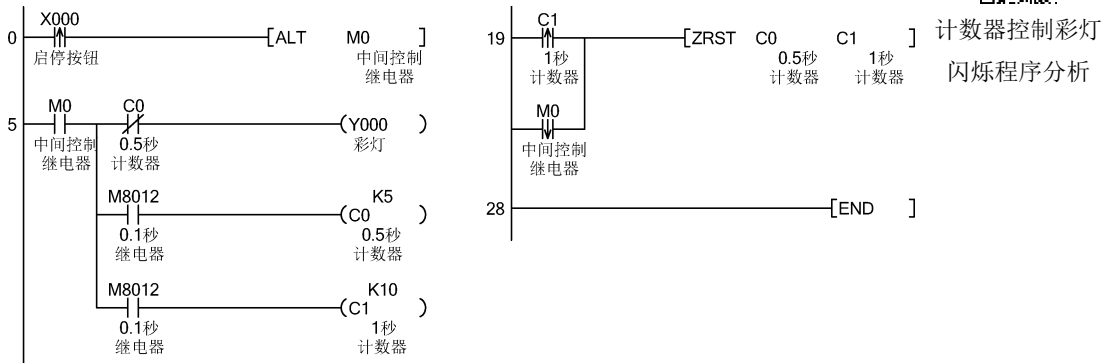 X000
0 [ALT M0 ]
启停按钮 中间控制
继电器
M0 C0
5 (Y000 )
中间控制 0.5秒 彩灯
继电器 计数器
M8012 K5
(C0 )
0.1秒 0.5秒
继电器 计数器
M8012 K10
(C1 )
0.1秒 1秒
继电器 计数器
C1
19 [ZRST C0 C1 ]
1秒 0.5秒 1秒
计数器 计数器 计数器
M0
中间控制
继电器
28 [END ]
计数器控制彩灯
闪烁程序分析